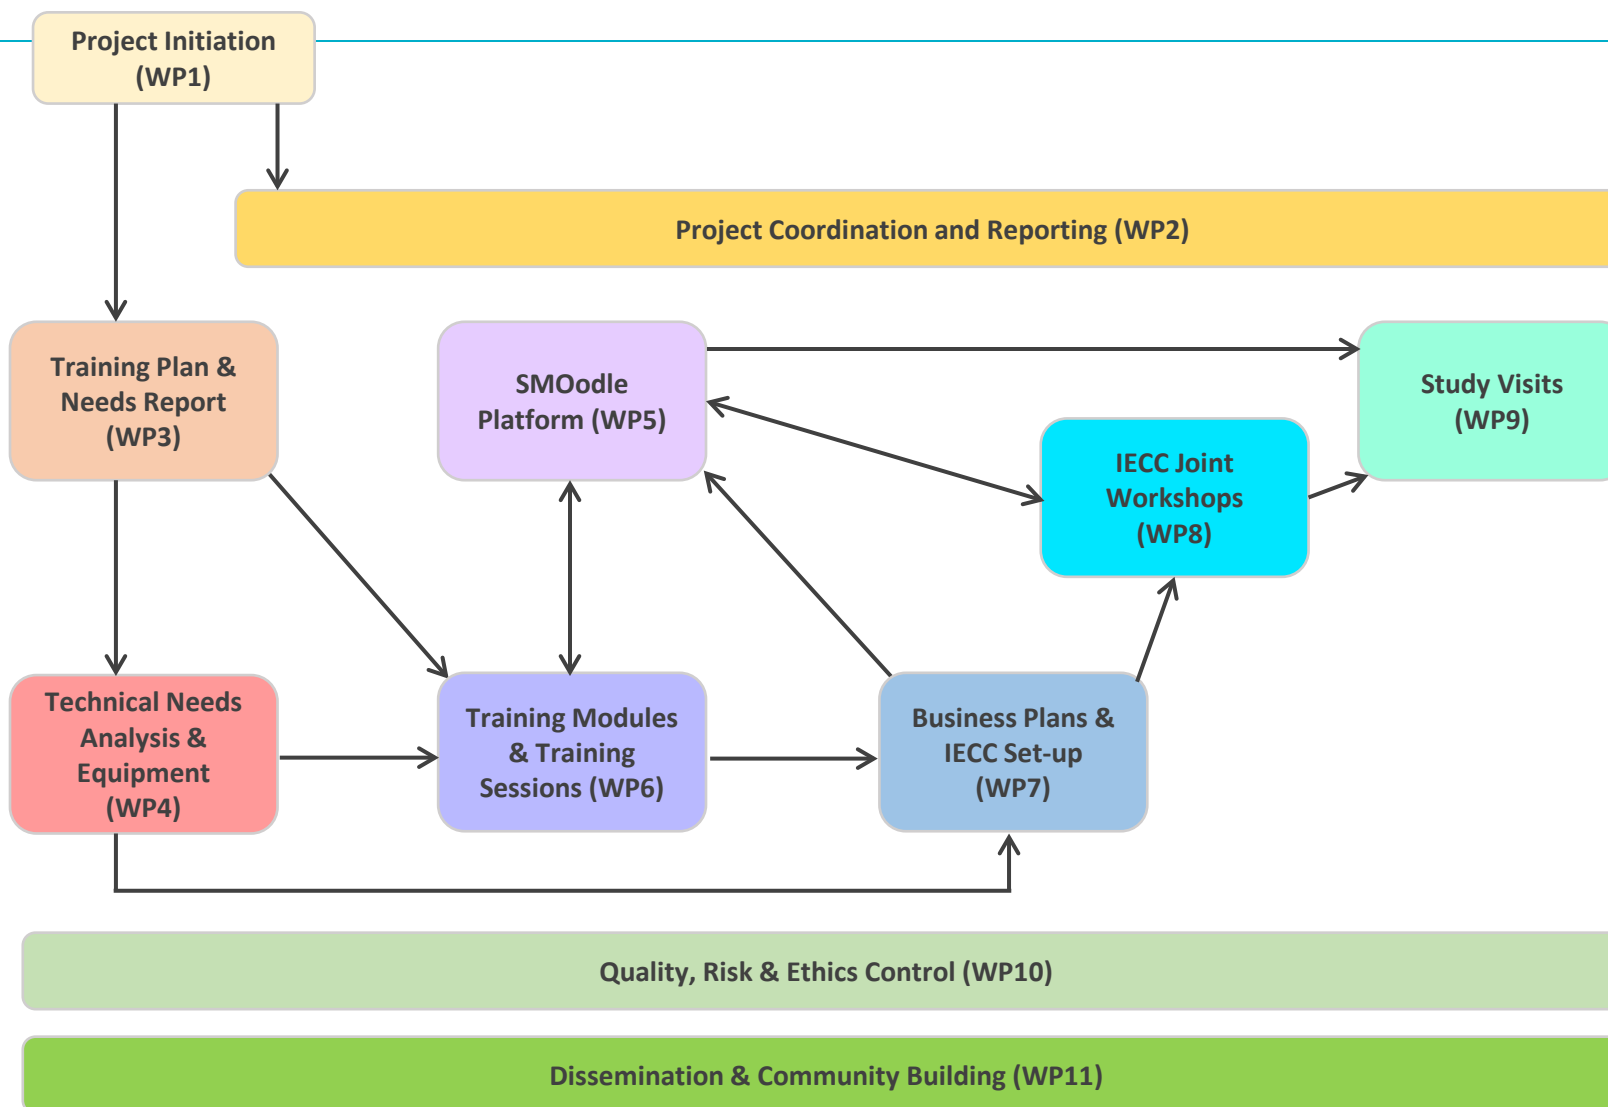 Project Initiation
(WP1)
Project Coordination and Reporting (WP2)
Training Plan &
Needs Report
(WP3)
SMOodle
Platform (WP5)
Study Visits
(WP9)
IECC Joint
Workshops
(WP8)
Technical Needs
Analysis &
Equipment
(WP4)
Training Modules
& Training
Sessions (WP6)
Business Plans &
IECC Set-up
(WP7)
Quality, Risk & Ethics Control (WP10)
Dissemination & Community Building (WP11)